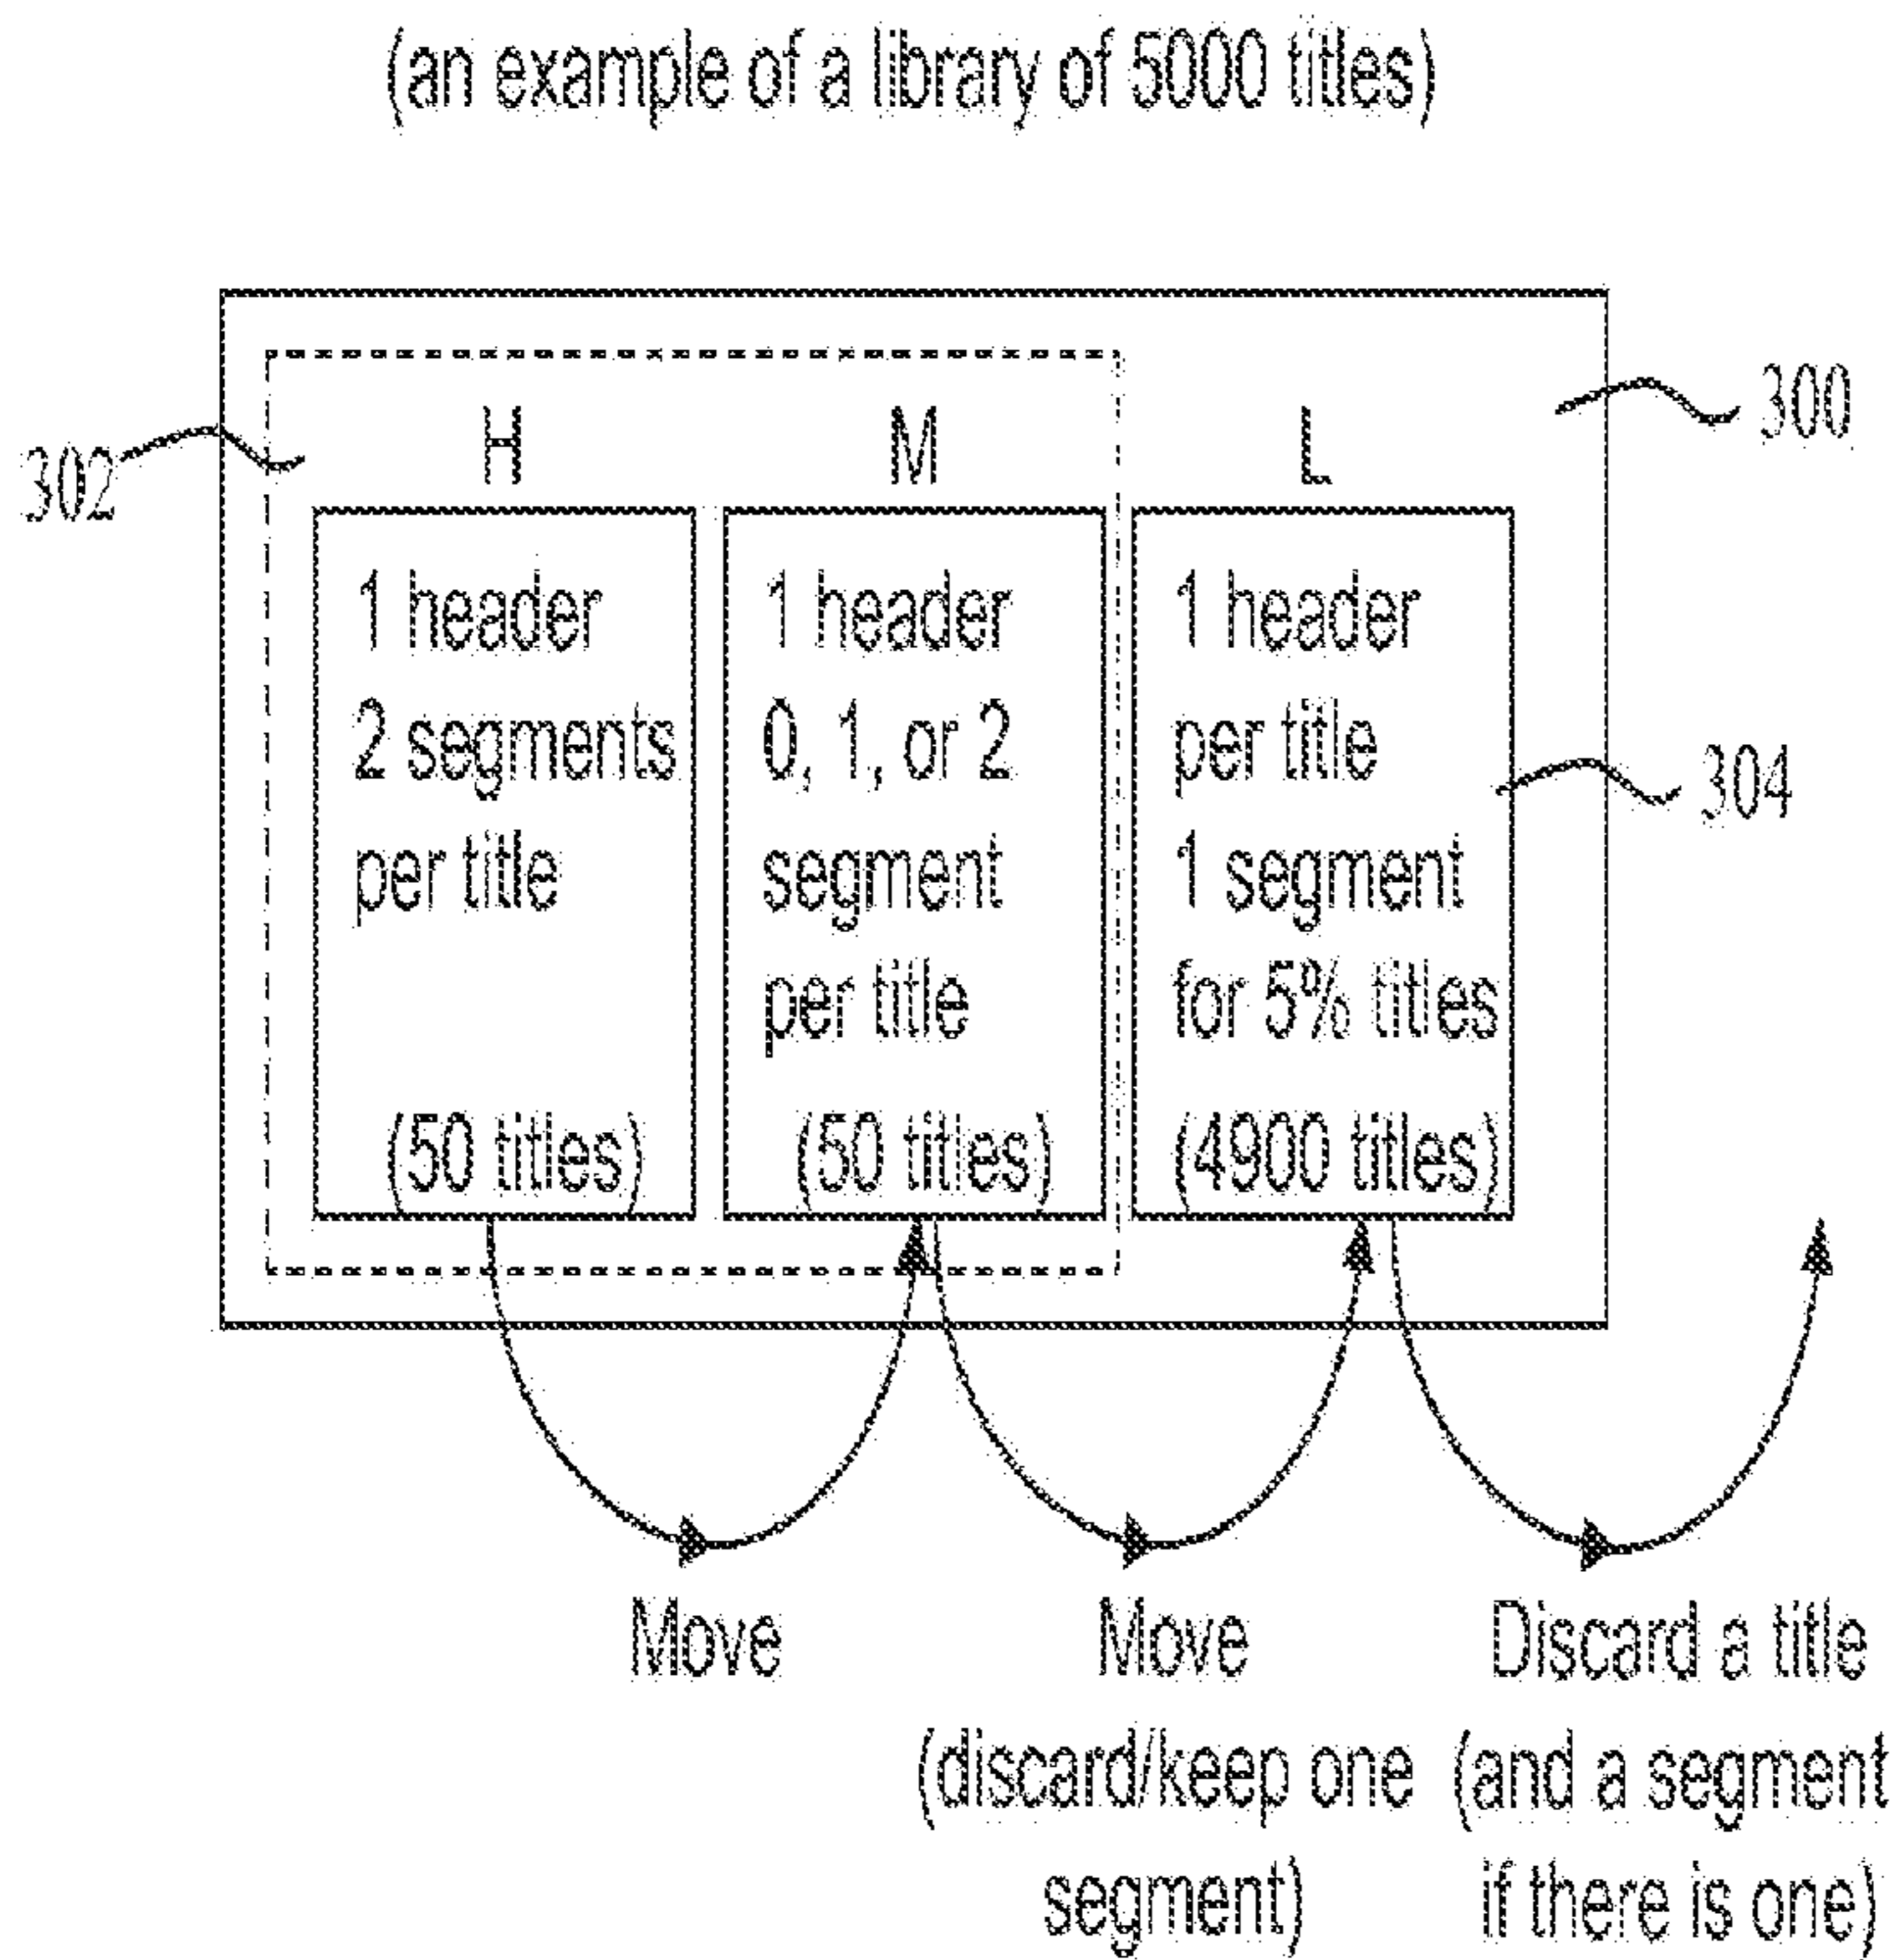 (an example of a library of 5000 titles)
300
302
H
M
L
1 header
2 segments
per title
(50 titles)
1 header
0, 1, or 2
segment
per title
(50 titles)
1 header
per title
1 segment
for 5% titles
(4900 titles)
304
Move
Move
(discard/keep one
segment)
Discard a title
(and a segment
if there is one)